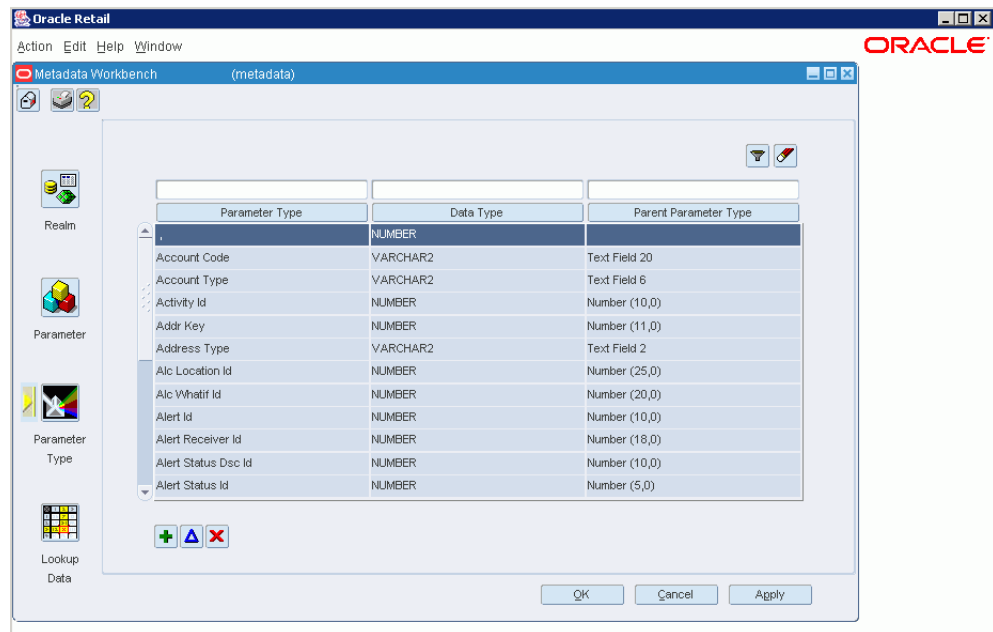 Oracle Retail
Action Edit Help Window
ORACLE
Metadata Workbench (metadata)
Realm
Parameter
Parameter
Type
Lookup
Data
Parameter Type Data Type Parent Parameter Type
, NUMBER
Account Code VARCHAR2 Text Field 20
Account Type VARCHAR2 Text Field 6
Activity Id NUMBER Number (10,0)
Addr Key NUMBER Number (11,0)
Address Type VARCHAR2 Text Field 2
Alc Location Id NUMBER Number (25,0)
Alc Whatif Id NUMBER Number (20,0)
Alert Id NUMBER Number (10,0)
Alert Receiver Id NUMBER Number (18,0)
Alert Status Dsc Id NUMBER Number (10,0)
Alert Status Id NUMBER Number (5,0)
OK Cancel Apply